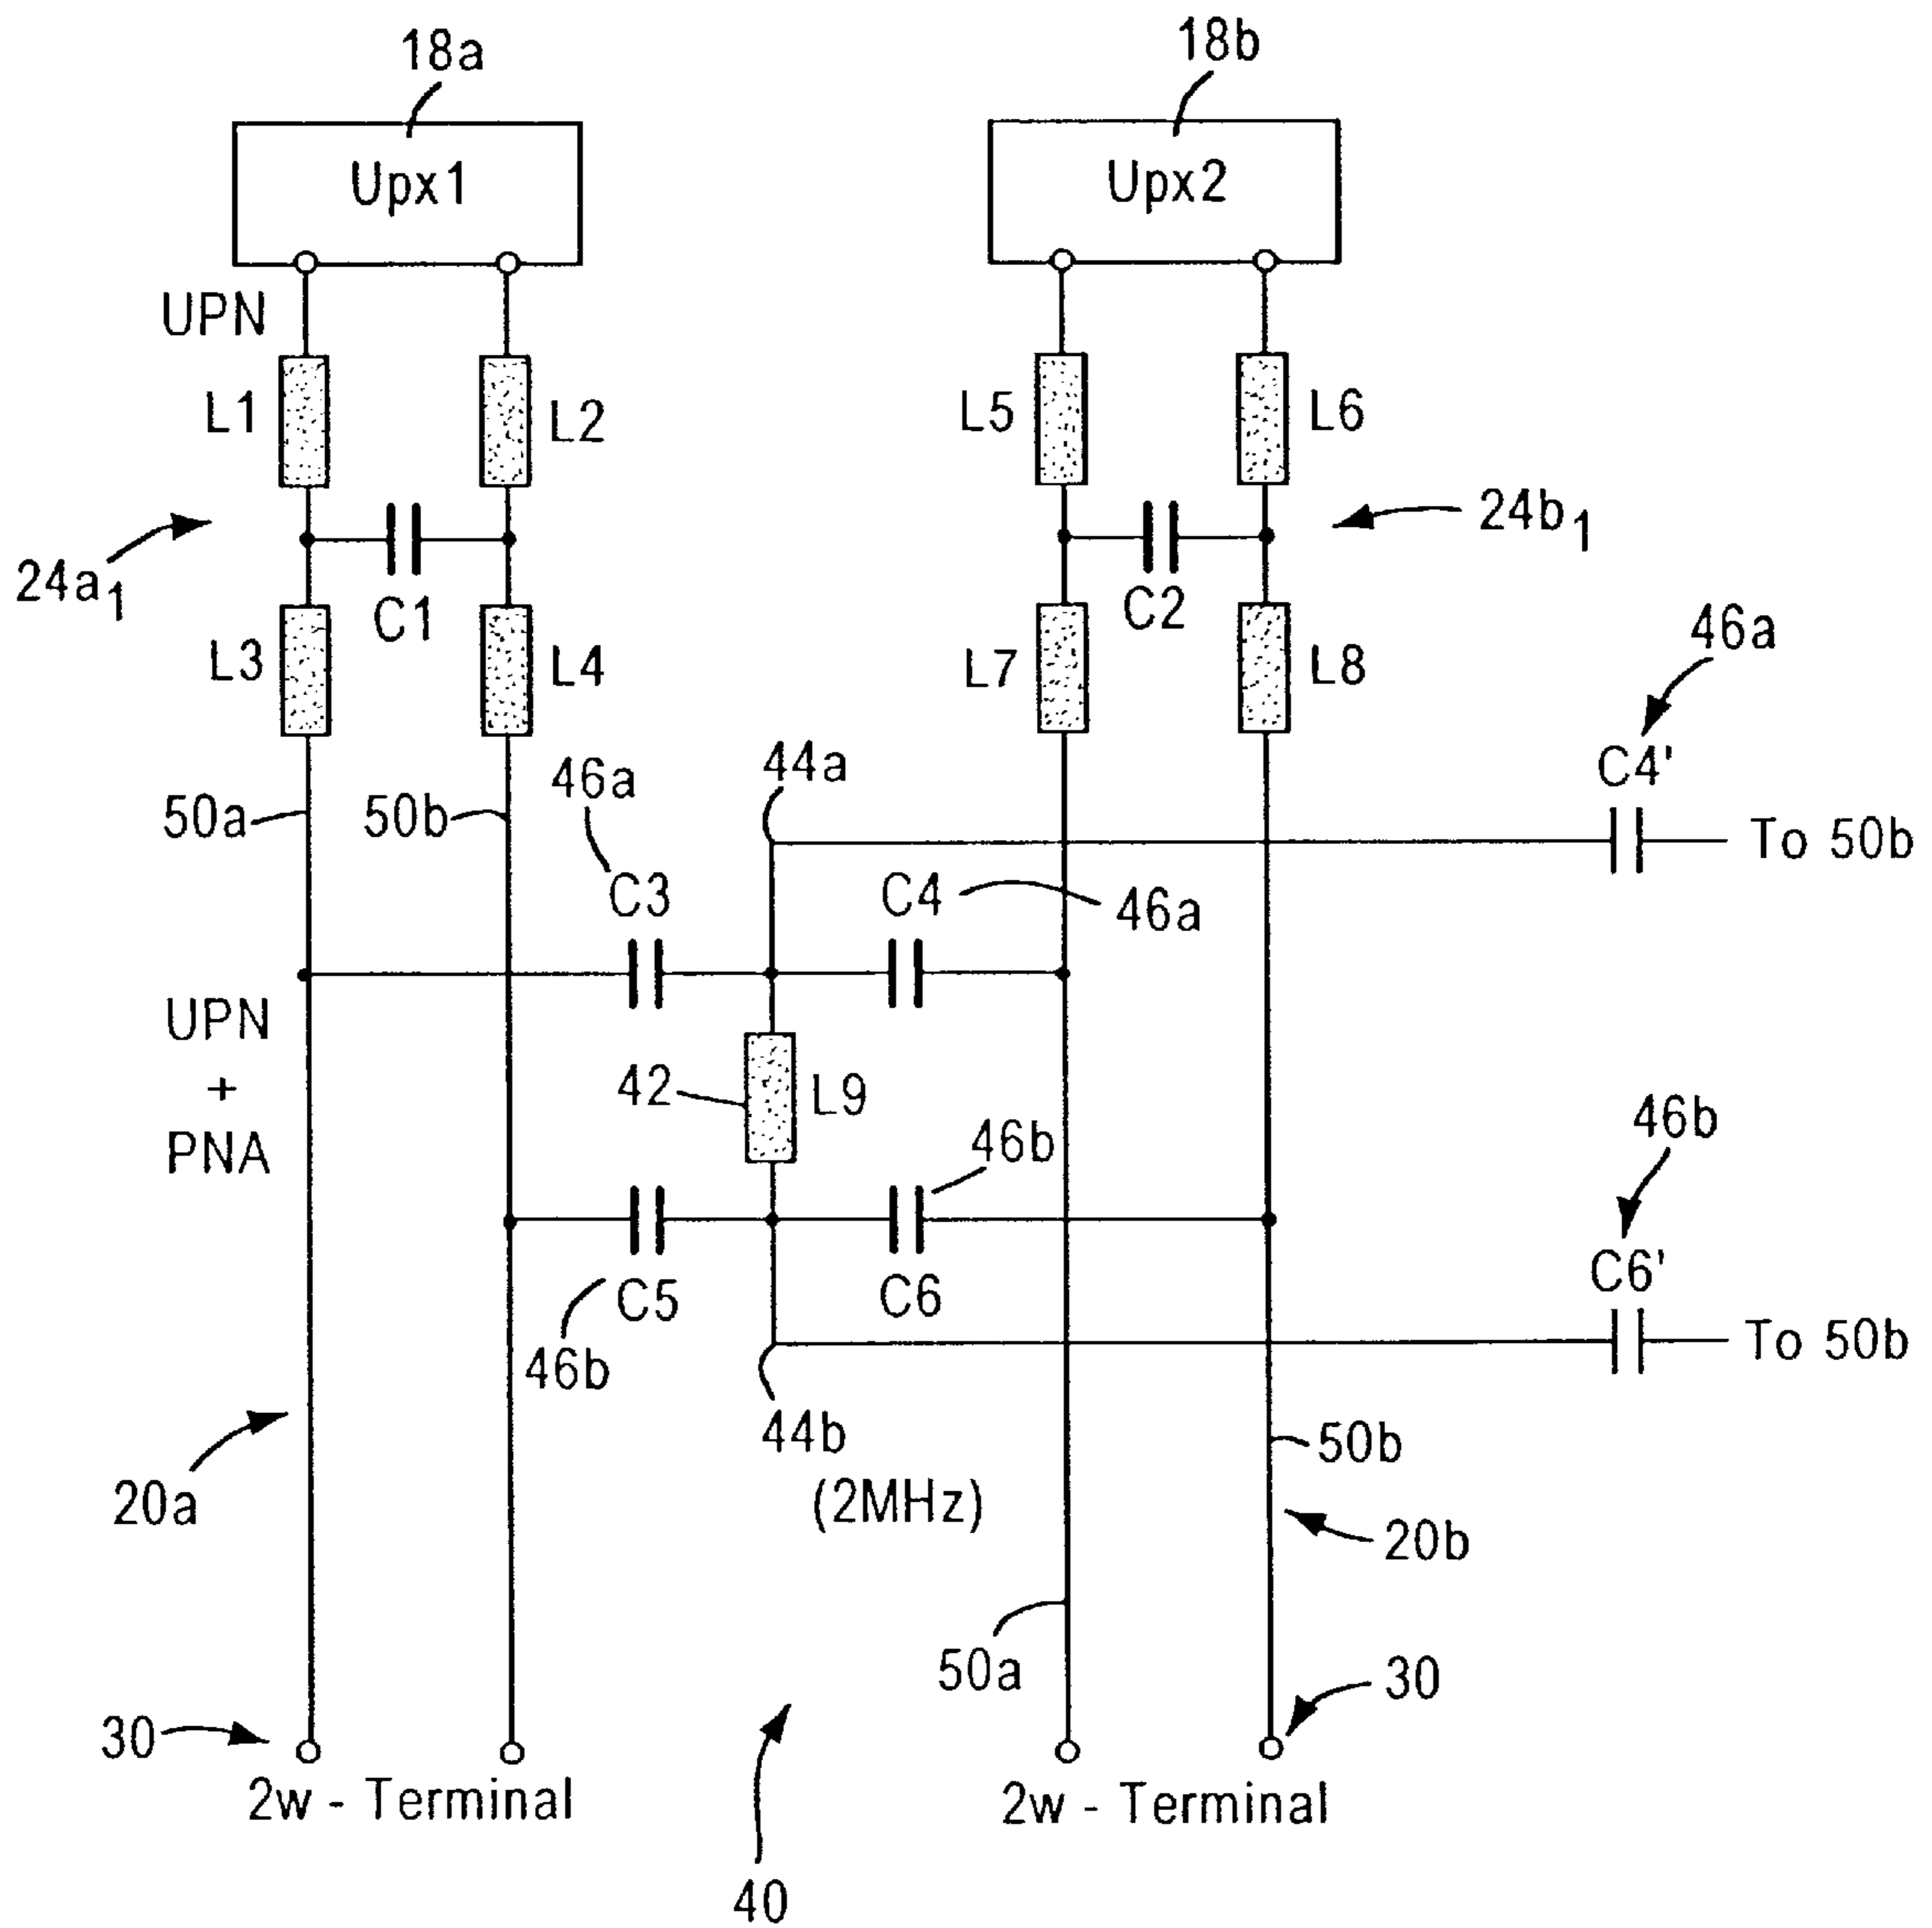 18a
18b
Upx1
Upx2
UPN
L1
L2
L5
L6
24a1
C1
24b1
C2
L3
L4
L7
L8
46a
C4'
50a
50b
46a
44a
To 50b
C3
C4
46a
UPN
+
PNA
42
L9
46b
46b
C6'
C5
C6
46b
To 50b
44b
(2MHz)
50b
20a
20b
50a
30
30
2w - Terminal
2w - Terminal
40